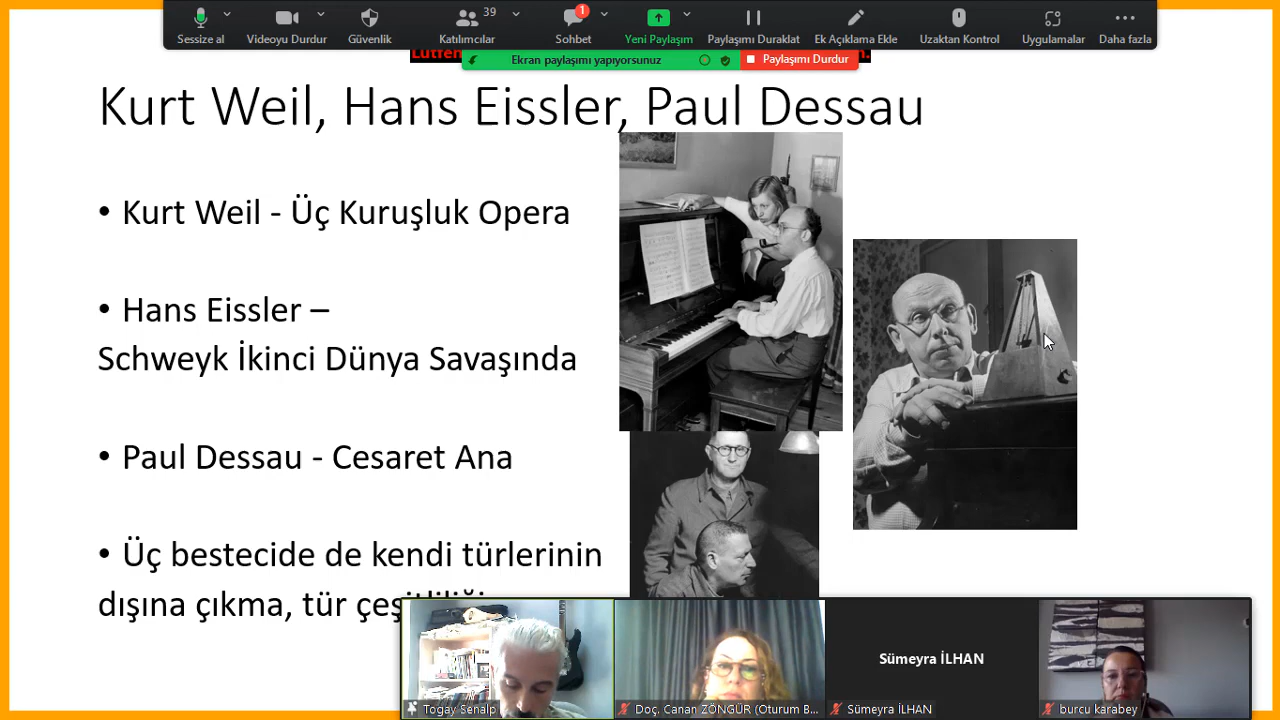 39
1
Sessize al
Videoyu Durdur
Güvenlik
Katılımcılar
Sohbet
Yeni Paylaşım
Paylaşımı Duraklat
Ek Açıklama Ekle
Uzaktan Kontrol
Uygulamalar
Daha fazla
Lütfen
Ekran paylaşımı yapıyorsunuz
Paylaşımı Durdur
Kurt Weil, Hans Eissler, Paul Dessau
• Kurt Weil - Üç Kuruşluk Opera
• Hans Eissler –
Schweyk İkinci Dünya Savaşında
• Paul Dessau - Cesaret Ana
• Üç bestecide de kendi türlerinin
dışına çıkma, tür çeşitliliği
Sümeyra İLHAN
Togay Senalp
Doç. Canan ZÖNGÜR (Oturum B...
Sümeyra İLHAN
burcu karabey